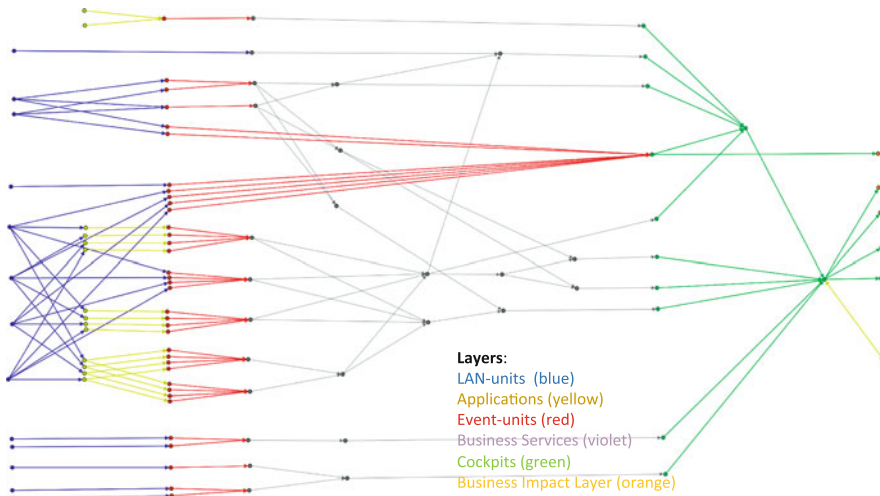 Layers:
LAN-units (blue)
Applications (yellow)
Event-units (red)
Business Services (violet)
Cockpits (green)
Business Impact Layer (orange)